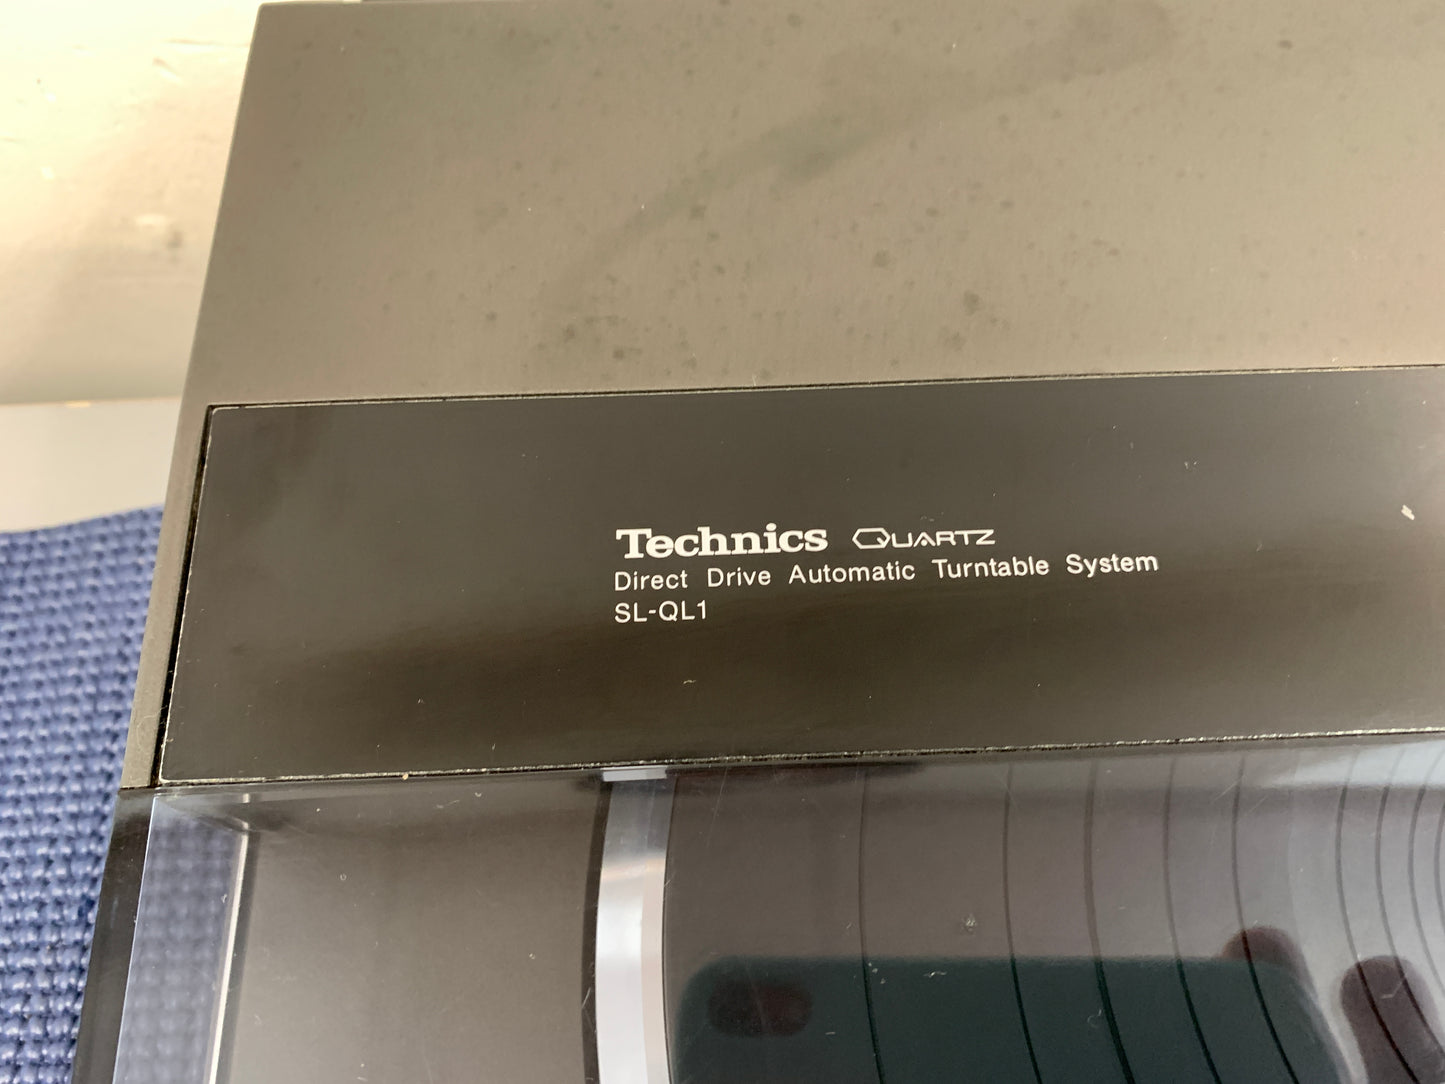 Technics QUARTZ
Direct Drive Automatic Turntable System
SL-QL1